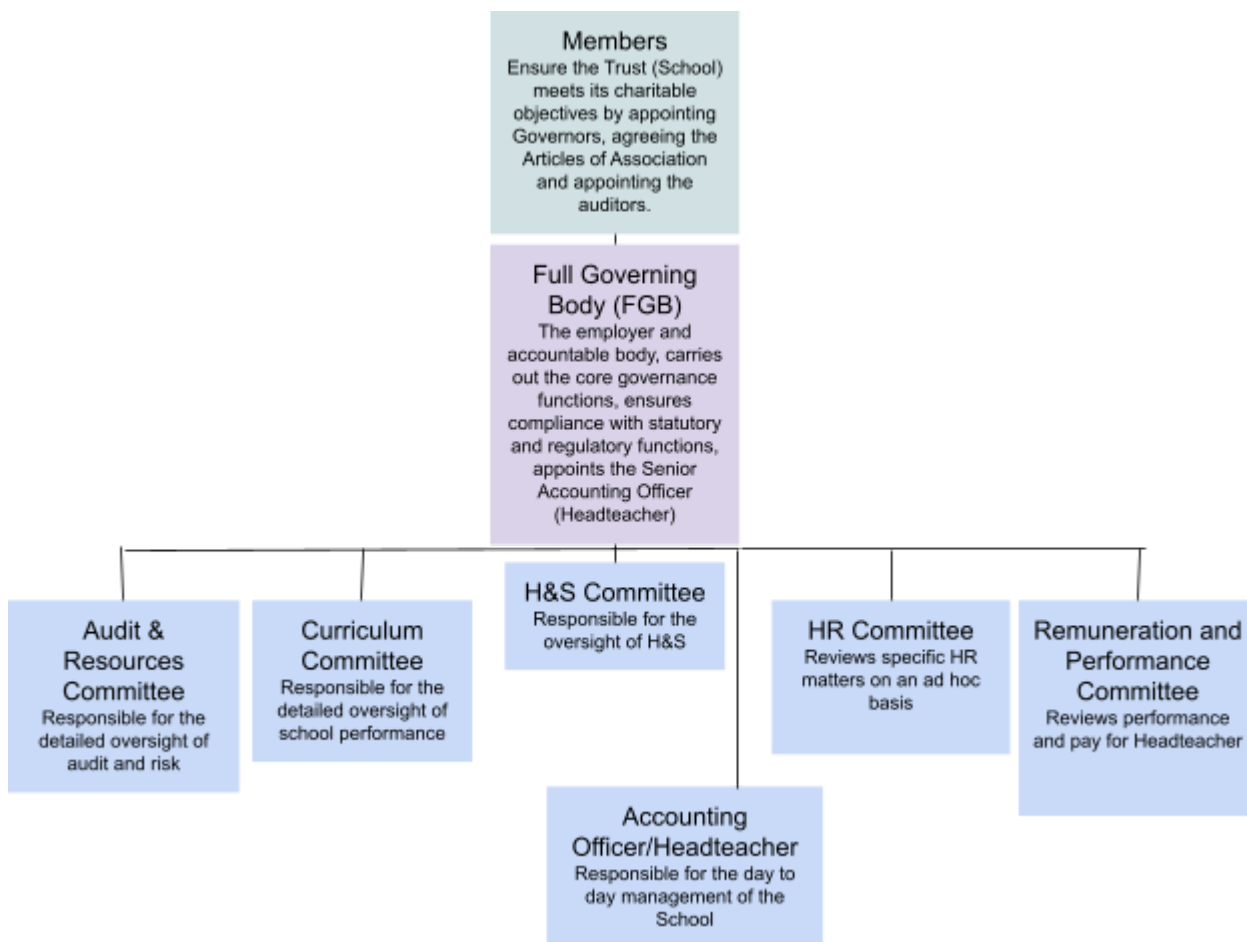 Members
Ensure the Trust (School)
meets its charitable
objectives by appointing
Governors, agreeing the
Articles of Association
and appointing the
auditors.
Full Governing
Body (FGB)
The employer and
accountable body, carries
out the core governance
functions, ensures
compliance with statutory
and regulatory functions,
appoints the Senior
Accounting Officer
(Headteacher)
Audit &
Resources
Committee
Responsible for the
detailed oversight of
audit and risk
Curriculum
Committee
Responsible for the
detailed oversight of
school performance
H&S Committee
Responsible for the
oversight of H&S
HR Committee
Reviews specific HR
matters on an ad hoc
basis
Remuneration and
Performance
Committee
Reviews performance
and pay for Headteacher
Accounting
Officer/Headteacher
Responsible for the day to
day management of the
School